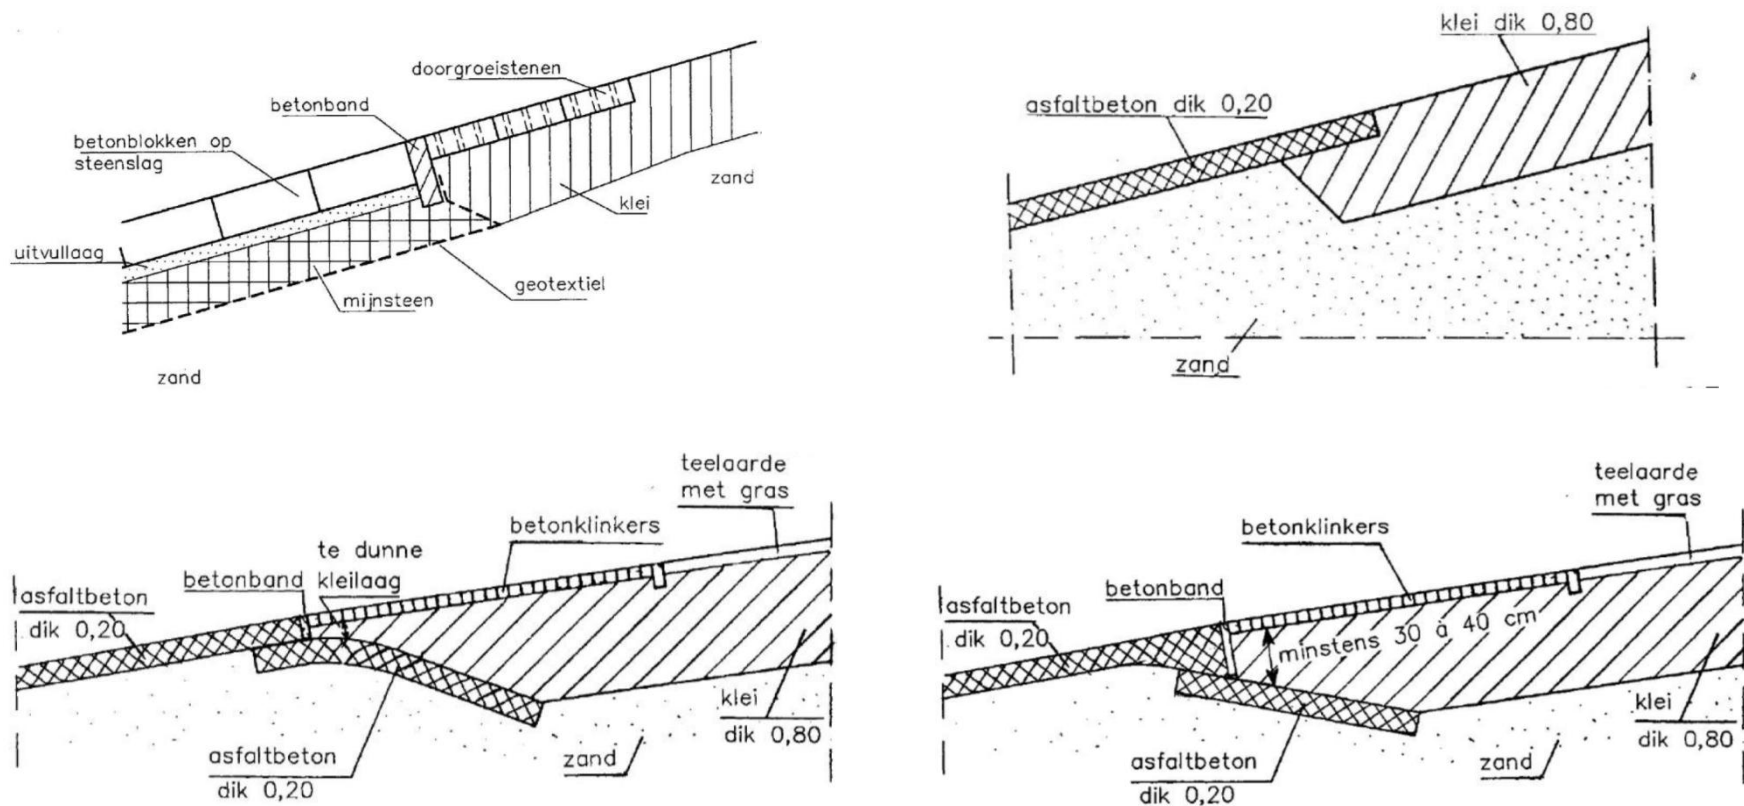 doorgroeistenen
betonband
betonblokken op
steenslag
zand
klei
uitvullaag
geotextiel
mijnsteen
zand
klei dik 0,80
asfaltbeton dik 0,20
zand
teelaarde
met gras
betonklinkers
te dunne
kleilaag
betonband
asfaltbeton
dik 0,20
klei
dik 0,80
asfaltbeton
dik 0,20
zand
teelaarde
met gras
betonklinkers
betonband
asfaltbeton
dik 0,20
minstens 30 à 40 cm
klei
dik 0,80
asfaltbeton
dik 0,20
zand